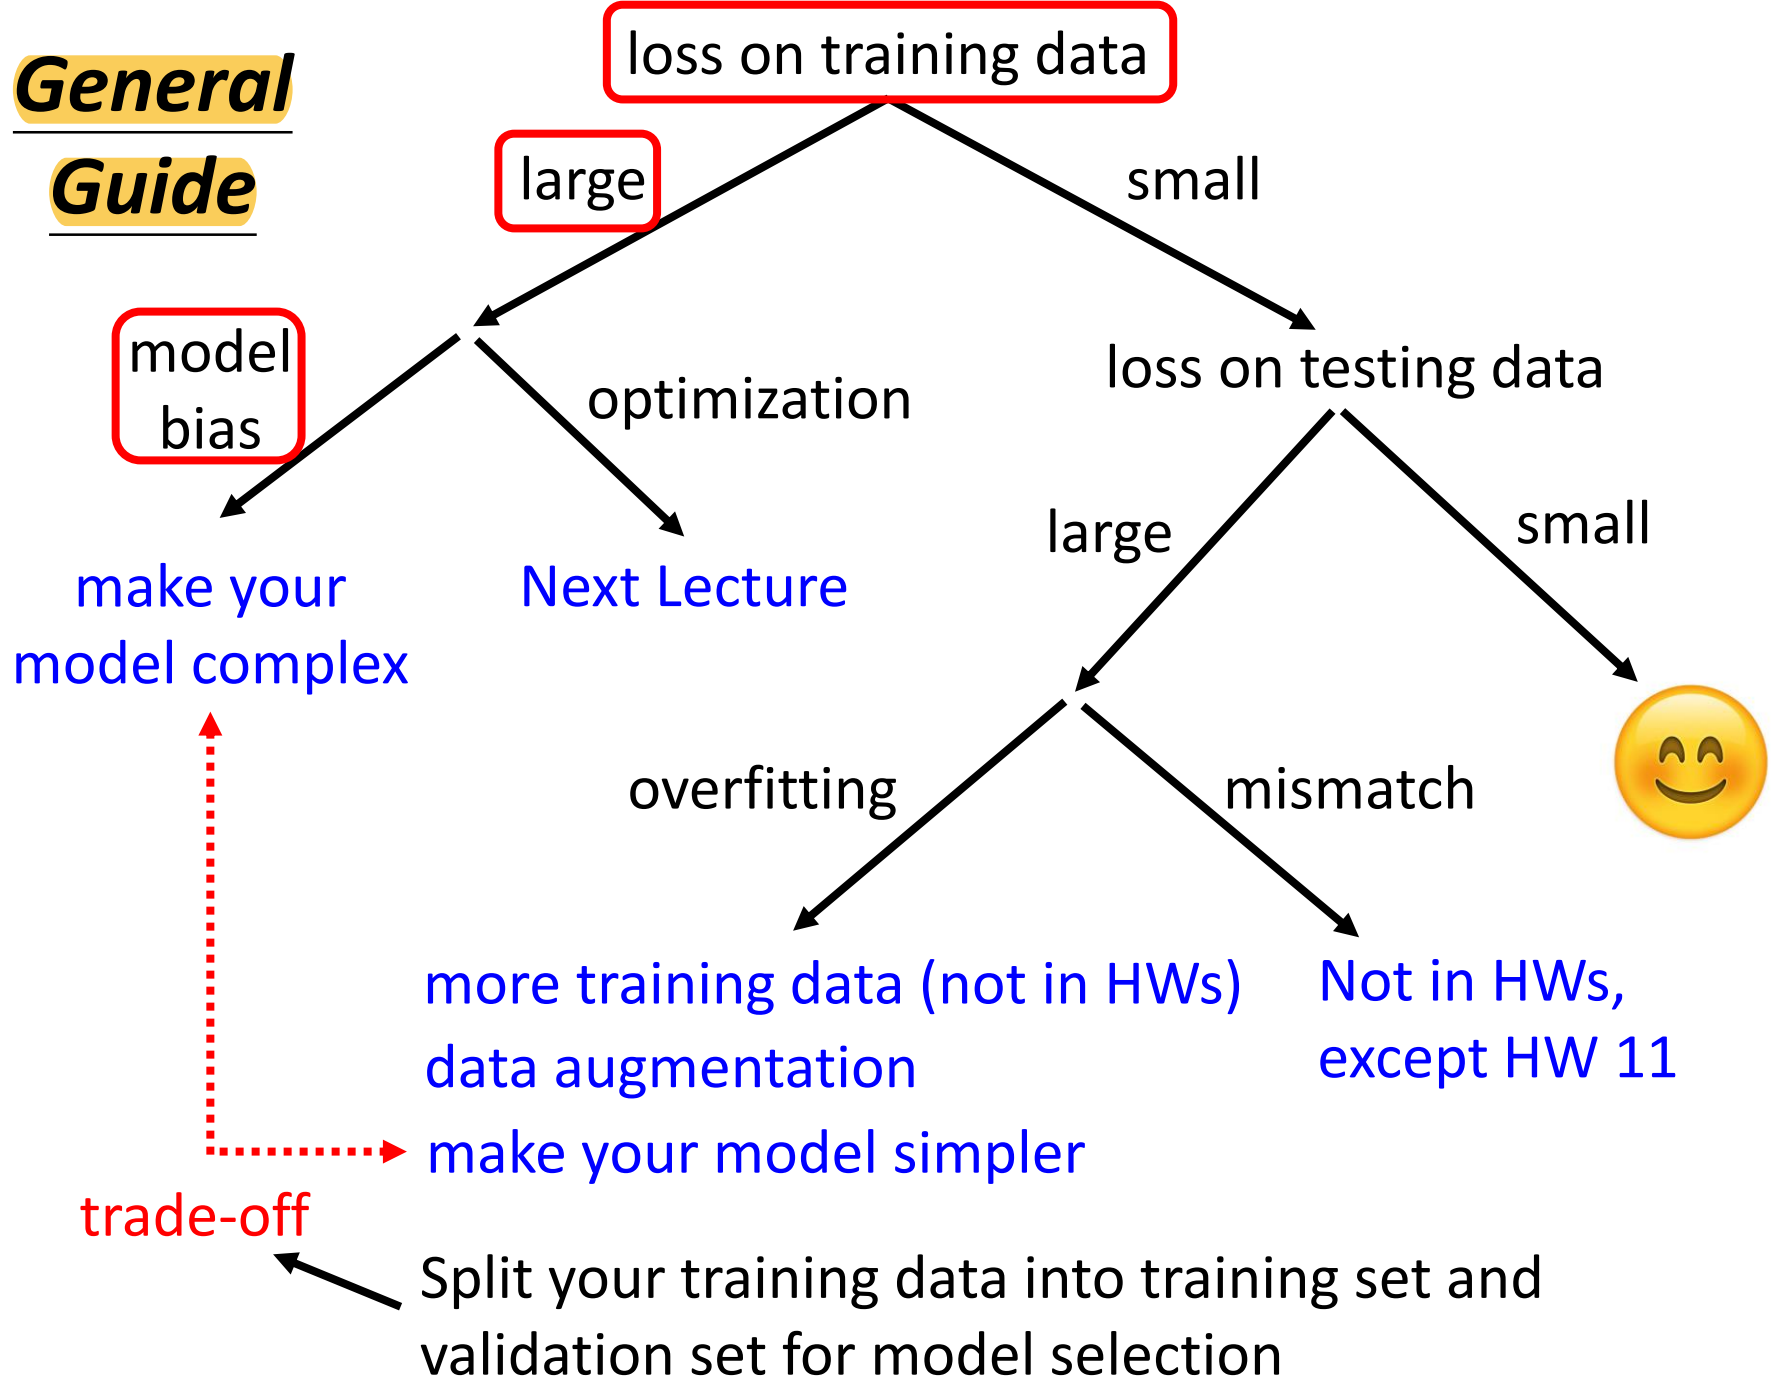 General
Guide
loss on training data
large
small
model
bias
optimization
loss on testing data
make your
model complex
Next Lecture
large
small
overfitting
mismatch
more training data (not in HWs)
data augmentation
make your model simpler
Not in HWs,
except HW 11
trade-off
Split your training data into training set and
validation set for model selection